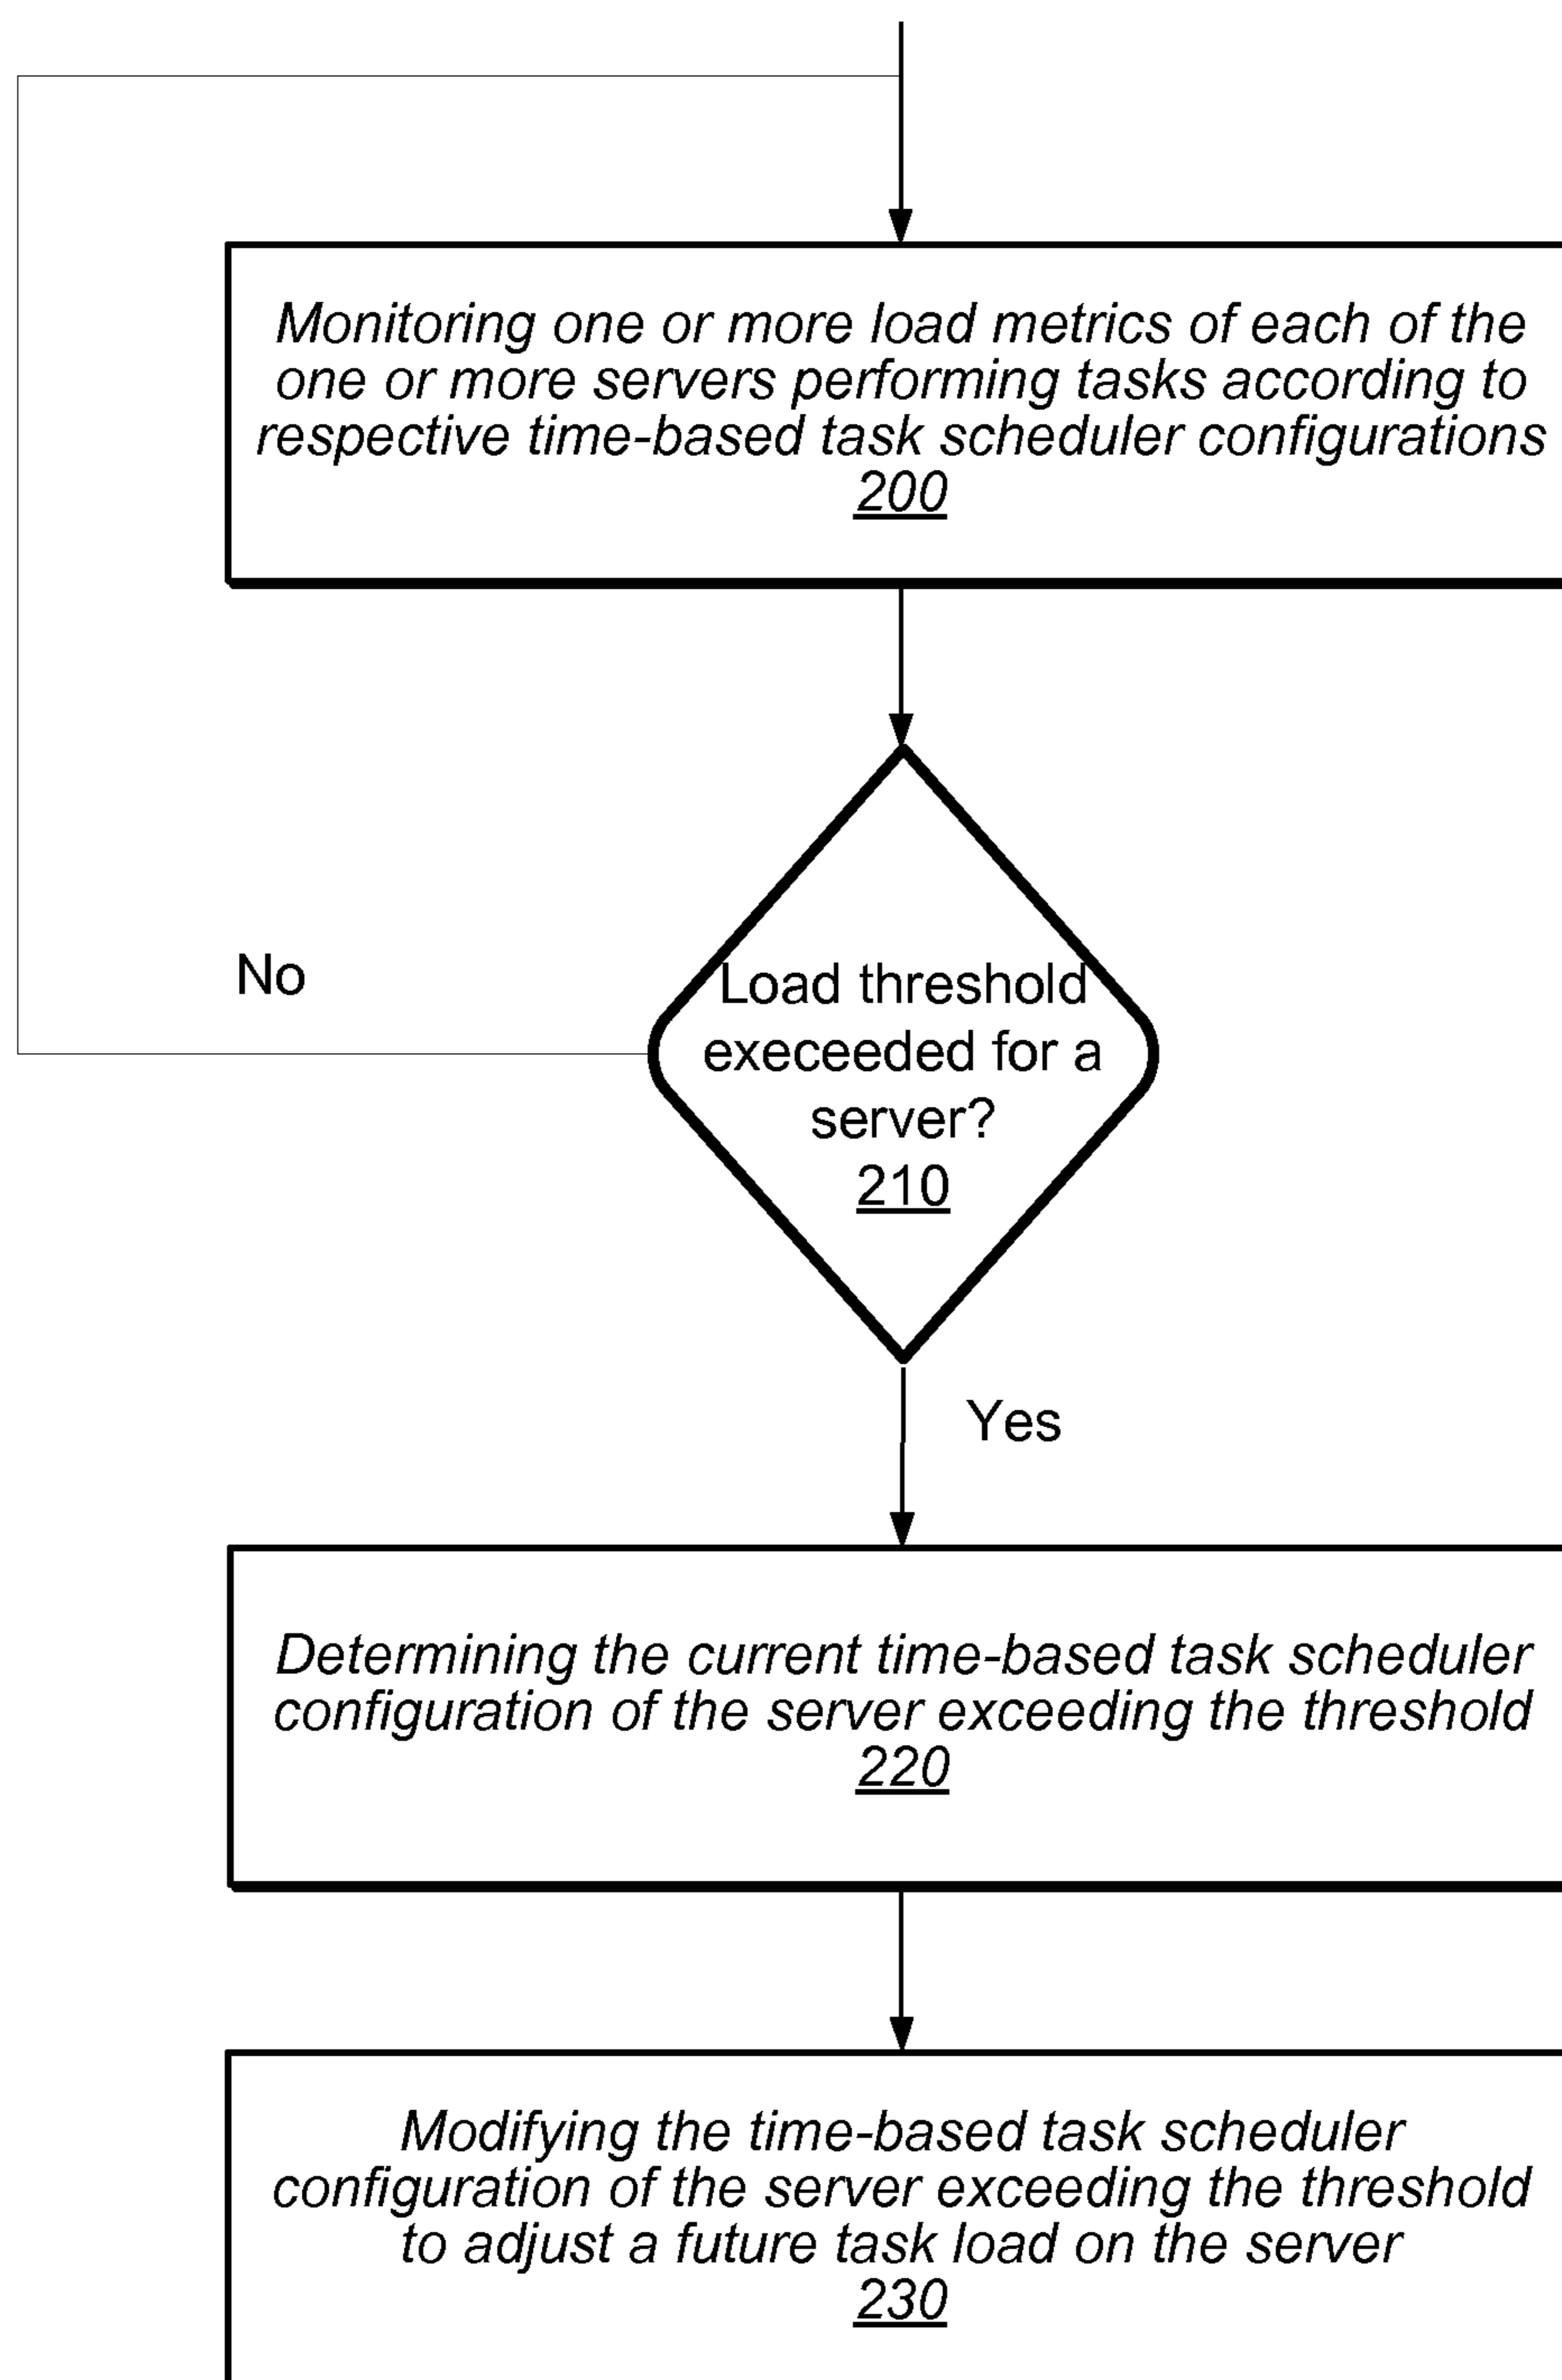 Monitoring one or more load metrics of each of the
one or more servers performing tasks according to
respective time-based task scheduler configurations
200
No
Load threshold
execeeded for a
server?
210
Yes
Determining the current time-based task scheduler
configuration of the server exceeding the threshold
220
Modifying the time-based task scheduler
configuration of the server exceeding the threshold
to adjust a future task load on the server
230